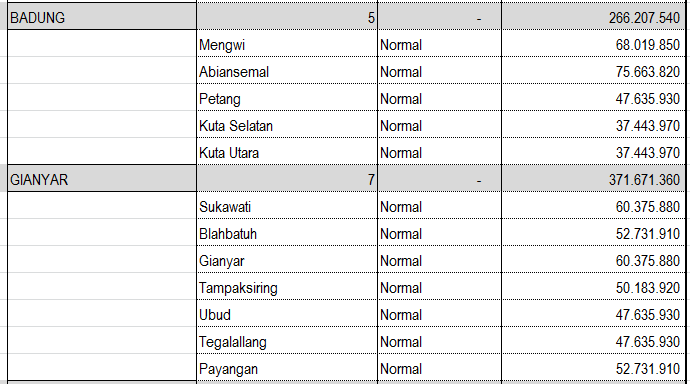 BADUNG 5 - 266.207.540
Mengwi Normal 68.019.850
Abiansemal Normal 75.663.820
Petang Normal 47.635.930
Kuta Selatan Normal 37.443.970
Kuta Utara Normal 37.443.970
GIANYAR 7 - 371.671.360
Sukawati Normal 60.375.880
Blahbatuh Normal 52.731.910
Gianyar Normal 60.375.880
Tampaksiring Normal 50.183.920
Ubud Normal 47.635.930
Tegalallang Normal 47.635.930
Payangan Normal 52.731.910